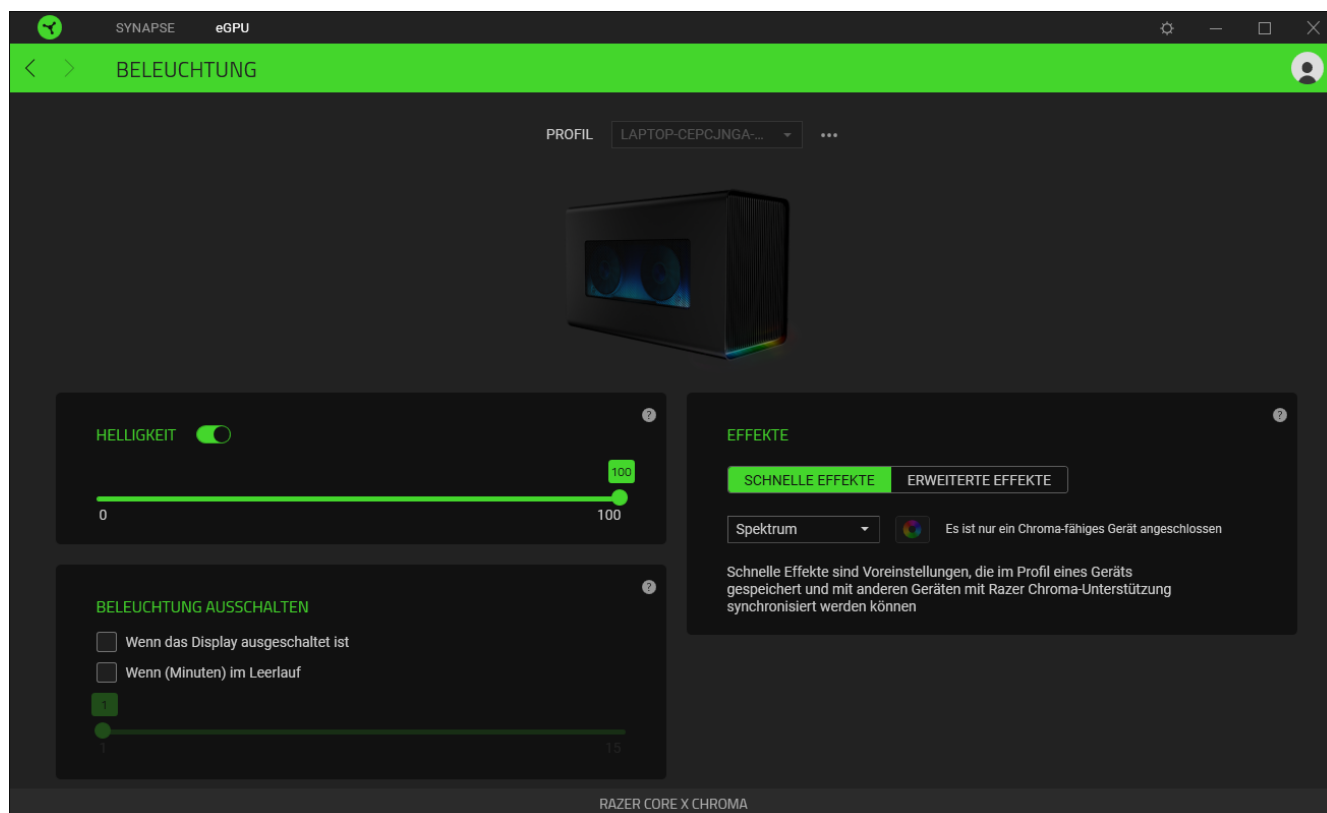 SYNAPSE eGPU
BELEUCHTUNG
PROFIL LAPTOP-CEPCJNGA-...
HELLIGKEIT
100
0 100
BELEUCHTUNG AUSSCHALTEN
Wenn das Display ausgeschaltet ist
Wenn (Minuten) im Leerlauf
1
1 15
EFFEKTE
SCHNELLE EFFEKTE ERWEITERTE EFFEKTE
Spektrum Es ist nur ein Chroma-fähiges Gerät angeschlossen
Schnelle Effekte sind Voreinstellungen, die im Profil eines Geräts
gespeichert und mit anderen Geräten mit Razer Chroma-Unterstützung
synchronisiert werden können
RAZER CORE X CHROMA